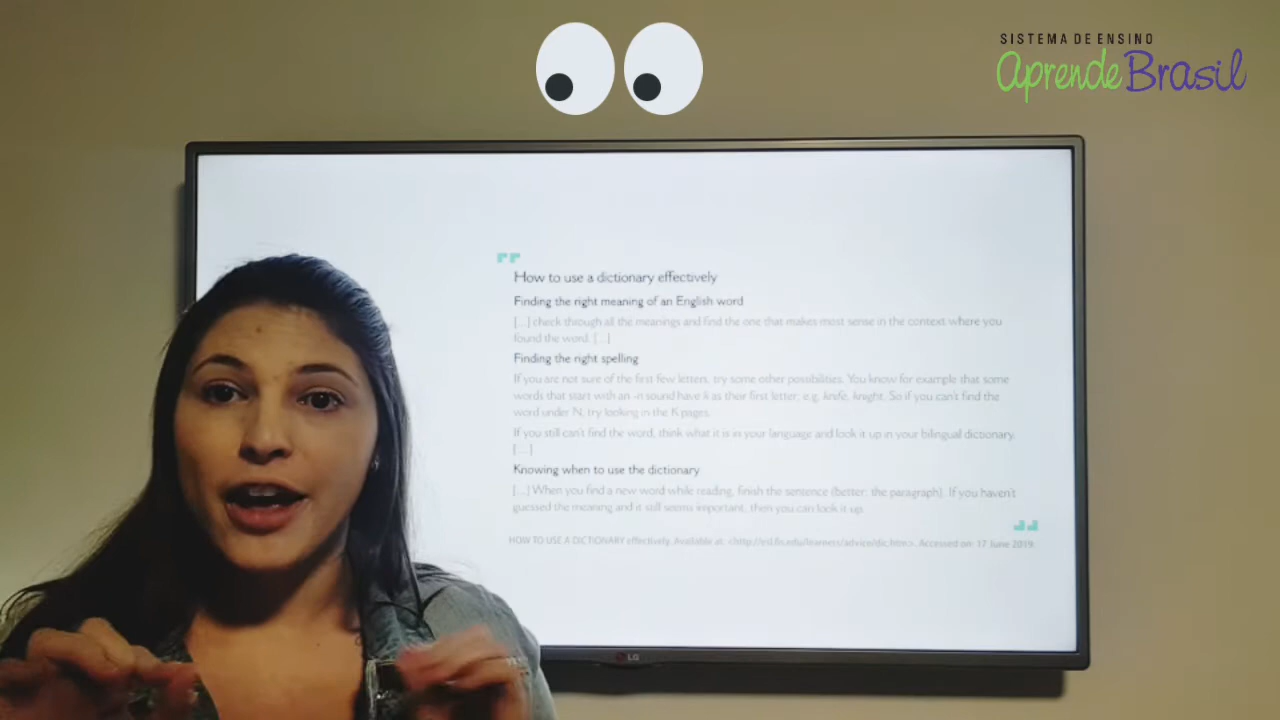 SISTEMA DE ENSINO
aprende Brasil
How to use a dictionary effectively
Finding the right meaning of an English word
[...] check through all the meanings and find the one that makes most sense in the context where you
found the word. [...]
Finding the right spelling
If you are not sure of the first few letters, try some other possibilities. You know for example that some
words that start with an -n sound have k as their first letter; e.g. knife, knight. So if you can't find the
word under N, try looking in the K pages.
If you still can't find the word, think what it is in your language and look it up in your bilingual dictionary.
[...]
Knowing when to use the dictionary
[...] When you find a new word while reading, finish the sentence (better: the paragraph). If you haven't
guessed the meaning and it still seems important, then you can look it up.
HOW TO USE A DICTIONARY effectively. Available at: Accessed on: 17 June 2019.
LG